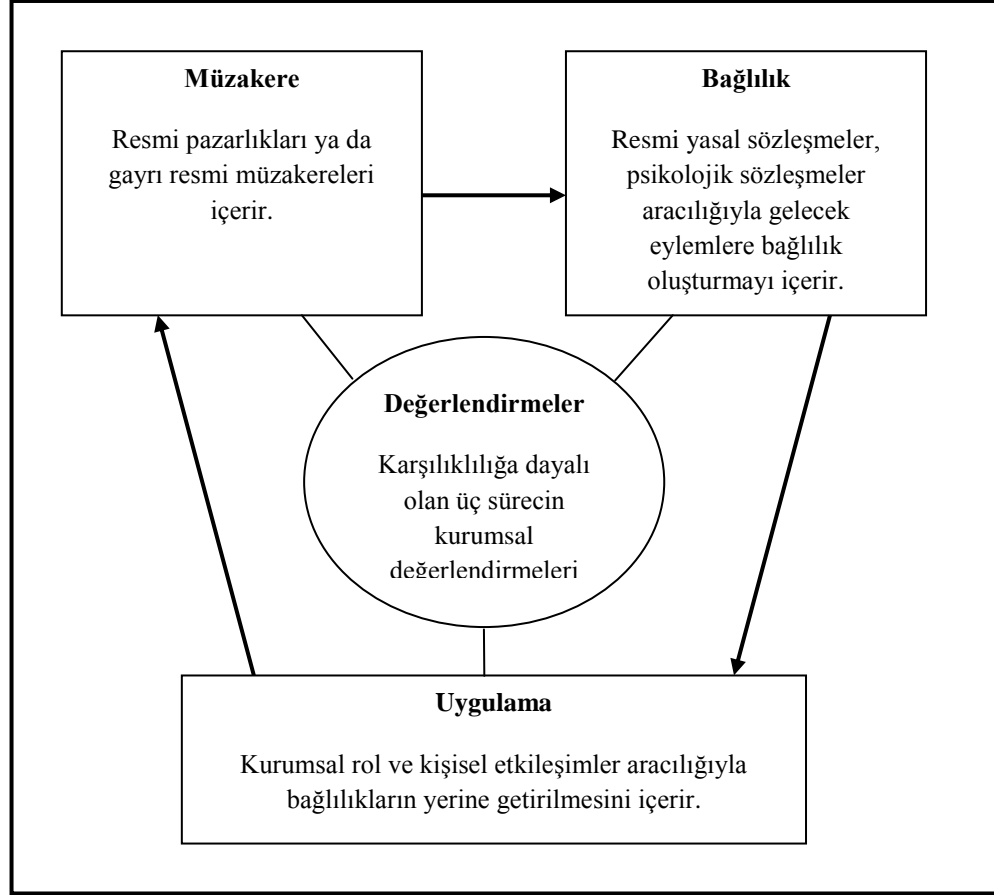 Müzakere
Resmi pazarlıkları ya da
gayrı resmi müzakereleri
içerir.
Bağlılık
Resmi yasal sözleşmeler,
psikolojik sözleşmeler
aracılığıyla gelecek
eylemlere bağlılık
oluşturmayı içerir.
Değerlendirmeler
Karşılıklılığa dayalı
olan üç sürecin
kurumsal
değerlendirmeleri
Uygulama
Kurumsal rol ve kişisel etkileşimler aracılığıyla
bağlılıkların yerine getirilmesini içerir.